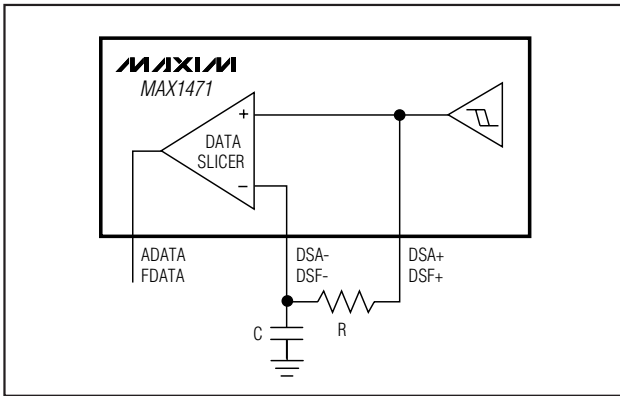 MAXIM
MAX1471
+
DATA
SLICER
−
ADATA
FDATA
DSA-
DSF-
DSA+
DSF+
C
R